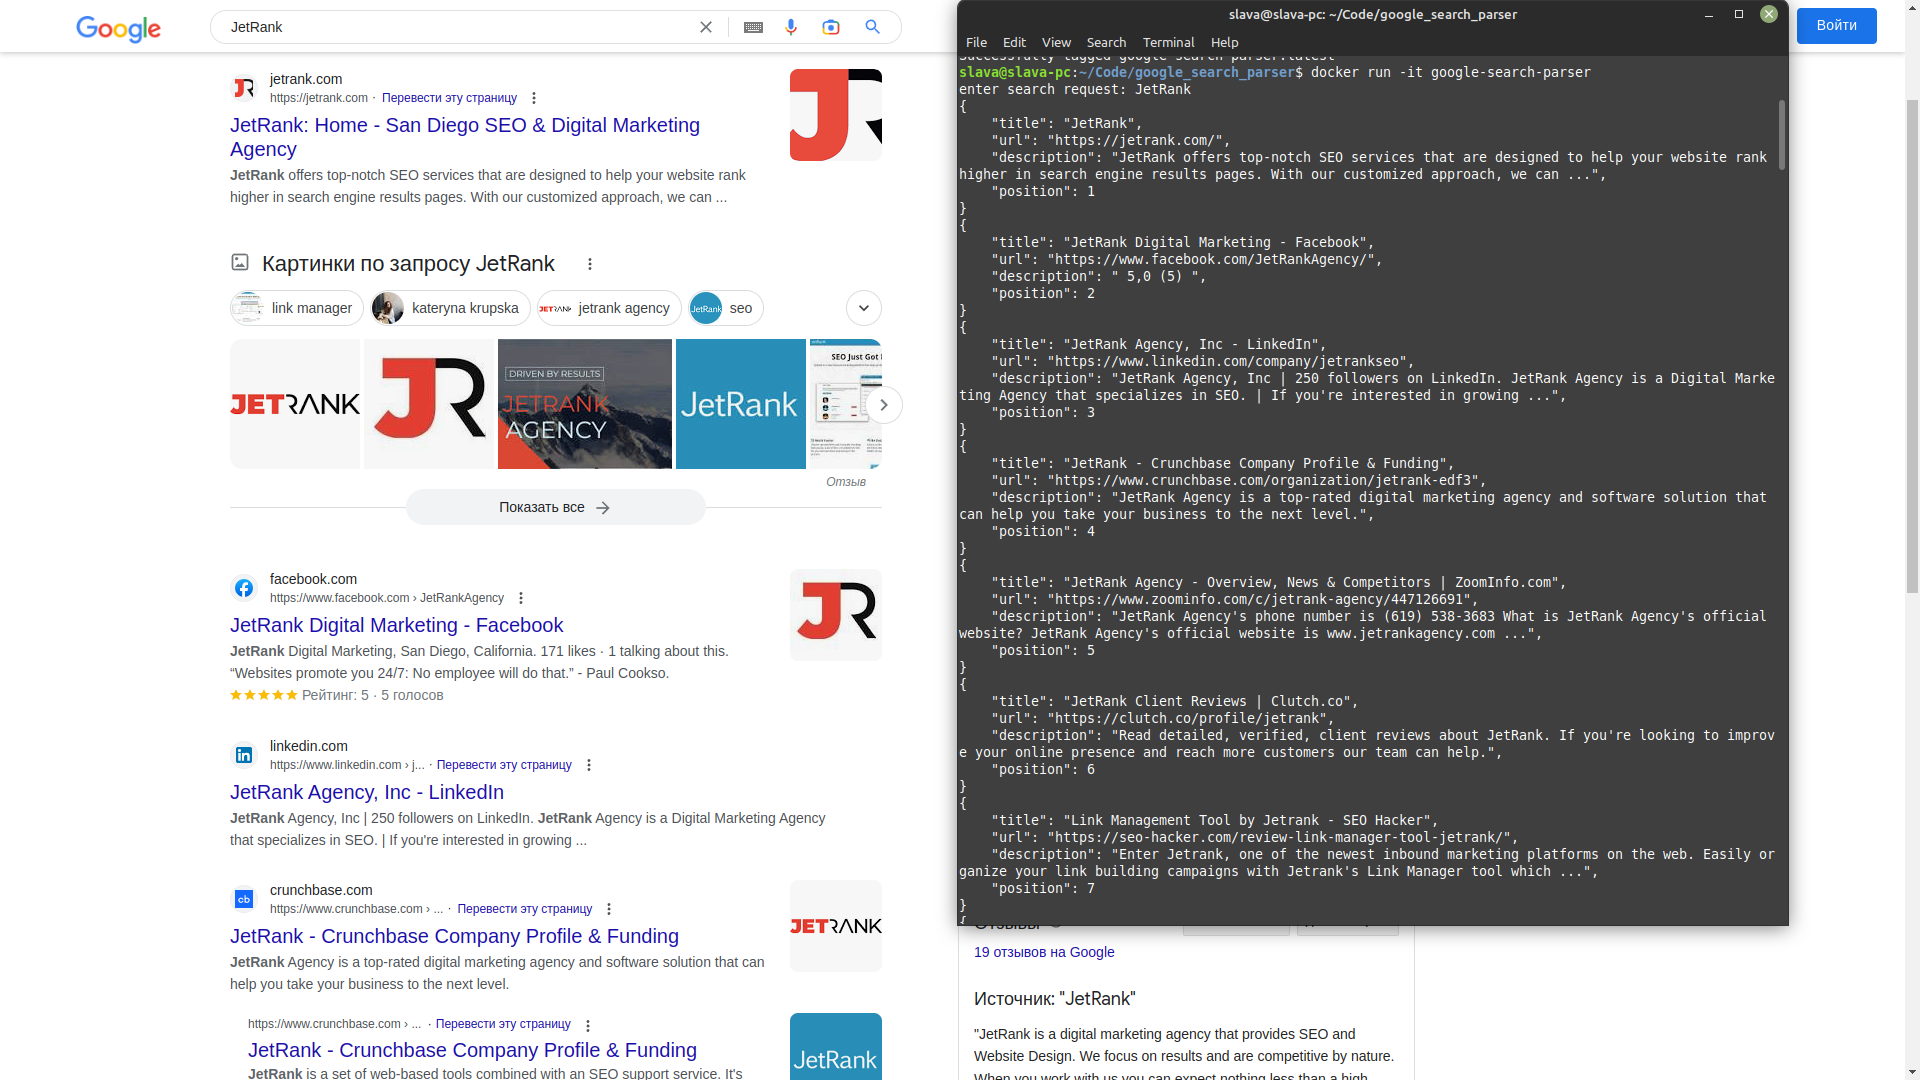 Google
JetRank
Войти
jetrank.com
https://jetrank.com · Перевести эту страницу
JetRank: Home - San Diego SEO & Digital Marketing
Agency
JetRank offers top-notch SEO services that are designed to help your website rank
higher in search engine results pages. With our customized approach, we can ...
Картинки по запросу JetRank
link manager
kateryna krupska
jetrank agency
seo
JETRANK
JR
DRIVEN BY RESULTS
JETRANK
AGENCY
JetRank
SEO Just Got
Отзыв
Показать все
facebook.com
https://www.facebook.com › JetRankAgency
JetRank Digital Marketing - Facebook
JetRank Digital Marketing, San Diego, California. 171 likes · 1 talking about this.
“Websites promote you 24/7: No employee will do that.” - Paul Cookso.
Рейтинг: 5 · 5 голосов
JR
linkedin.com
https://www.linkedin.com › j... · Перевести эту страницу
JetRank Agency, Inc - LinkedIn
JetRank Agency, Inc | 250 followers on LinkedIn. JetRank Agency is a Digital Marketing Agency
that specializes in SEO. | If you're interested in growing ...
crunchbase.com
https://www.crunchbase.com › ... · Перевести эту страницу
JetRank - Crunchbase Company Profile & Funding
JetRank Agency is a top-rated digital marketing agency and software solution that can
help you take your business to the next level.
JETRANK
https://www.crunchbase.com › ... · Перевести эту страницу
JetRank - Crunchbase Company Profile & Funding
JetRank is a set of web-based tools combined with an SEO support service. It's
JetRank
slava@slava-pc: ~/Code/google_search_parser
File Edit View Search Terminal Help
Successfully tagged google-search-parser:latest
slava@slava-pc:~/Code/google_search_parser$ docker run -it google-search-parser
enter search request: JetRank
{
"title": "JetRank",
"url": "https://jetrank.com/",
"description": "JetRank offers top-notch SEO services that are designed to help your website rank
higher in search engine results pages. With our customized approach, we can ...",
"position": 1
}
{
"title": "JetRank Digital Marketing - Facebook",
"url": "https://www.facebook.com/JetRankAgency/",
"description": " 5,0 (5) ",
"position": 2
}
{
"title": "JetRank Agency, Inc - LinkedIn",
"url": "https://www.linkedin.com/company/jetrankseo",
"description": "JetRank Agency, Inc | 250 followers on LinkedIn. JetRank Agency is a Digital Marke
ting Agency that specializes in SEO. | If you're interested in growing ...",
"position": 3
}
{
"title": "JetRank - Crunchbase Company Profile & Funding",
"url": "https://www.crunchbase.com/organization/jetrank-edf3",
"description": "JetRank Agency is a top-rated digital marketing agency and software solution that
can help you take your business to the next level.",
"position": 4
}
{
"title": "JetRank Agency - Overview, News & Competitors | ZoomInfo.com",
"url": "https://www.zoominfo.com/c/jetrank-agency/447126691",
"description": "JetRank Agency's phone number is (619) 538-3683 What is JetRank Agency's official
website? JetRank Agency's official website is www.jetrankagency.com ...",
"position": 5
}
{
"title": "JetRank Client Reviews | Clutch.co",
"url": "https://clutch.co/profile/jetrank",
"description": "Read detailed, verified, client reviews about JetRank. If you're looking to improv
e your online presence and reach more customers our team can help.",
"position": 6
}
{
"title": "Link Management Tool by Jetrank - SEO Hacker",
"url": "https://seo-hacker.com/review-link-manager-tool-jetrank/",
"description": "Enter Jetrank, one of the newest inbound marketing platforms on the web. Easily or
ganize your link building campaigns with Jetrank's Link Manager tool which ...",
"position": 7
}
{
Отзывы
19 отзывов на Google
Источник: "JetRank"
"JetRank is a digital marketing agency that provides SEO and
Website Design. We focus on results and are competitive by nature.
When you work with us you can expect nothing less than a high